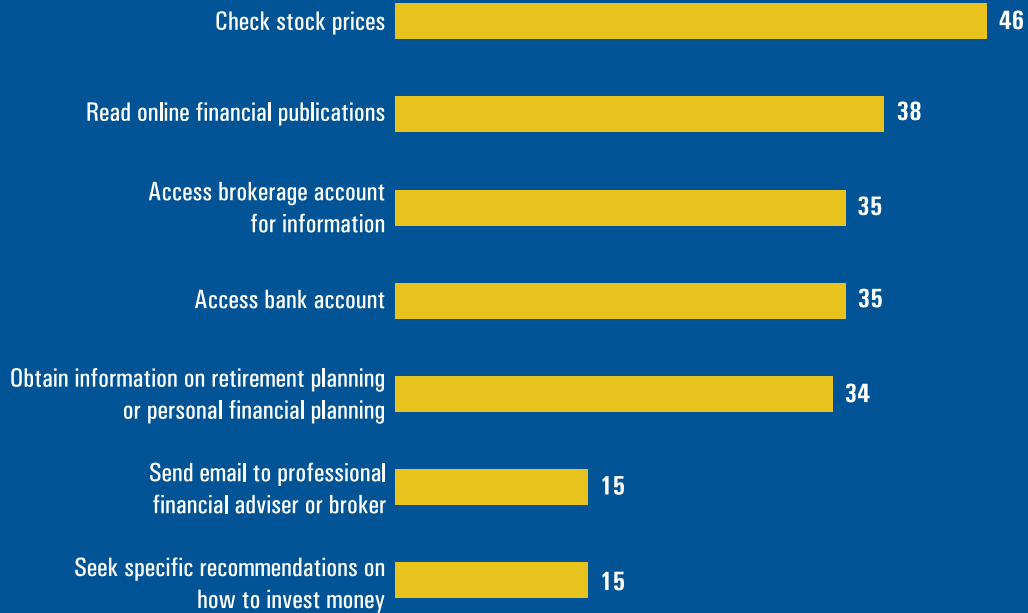 Check stock prices 46
Read online financial publications 38
Access brokerage account
for information 35
Access bank account 35
Obtain information on retirement planning
or personal financial planning 34
Send email to professional
financial adviser or broker 15
Seek specific recommendations on
how to invest money 15